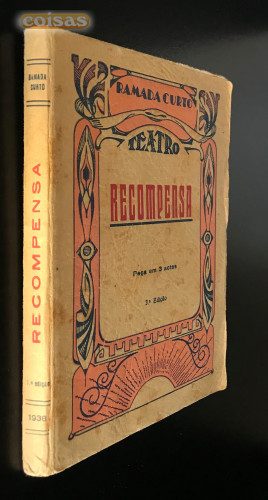 coisas
RAMADA CURTO
TEATRO
RECOMPENSA
Peça em 3 actos
3.ª Edição
RAMADA
CURTO
RECOMPENSA
1938